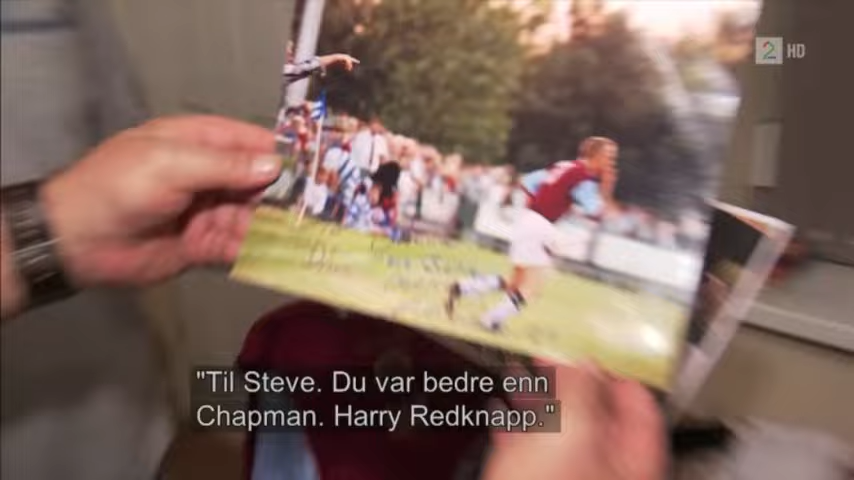 2 HD
"Til Steve. Du var bedre enn
Chapman. Harry Redknapp."